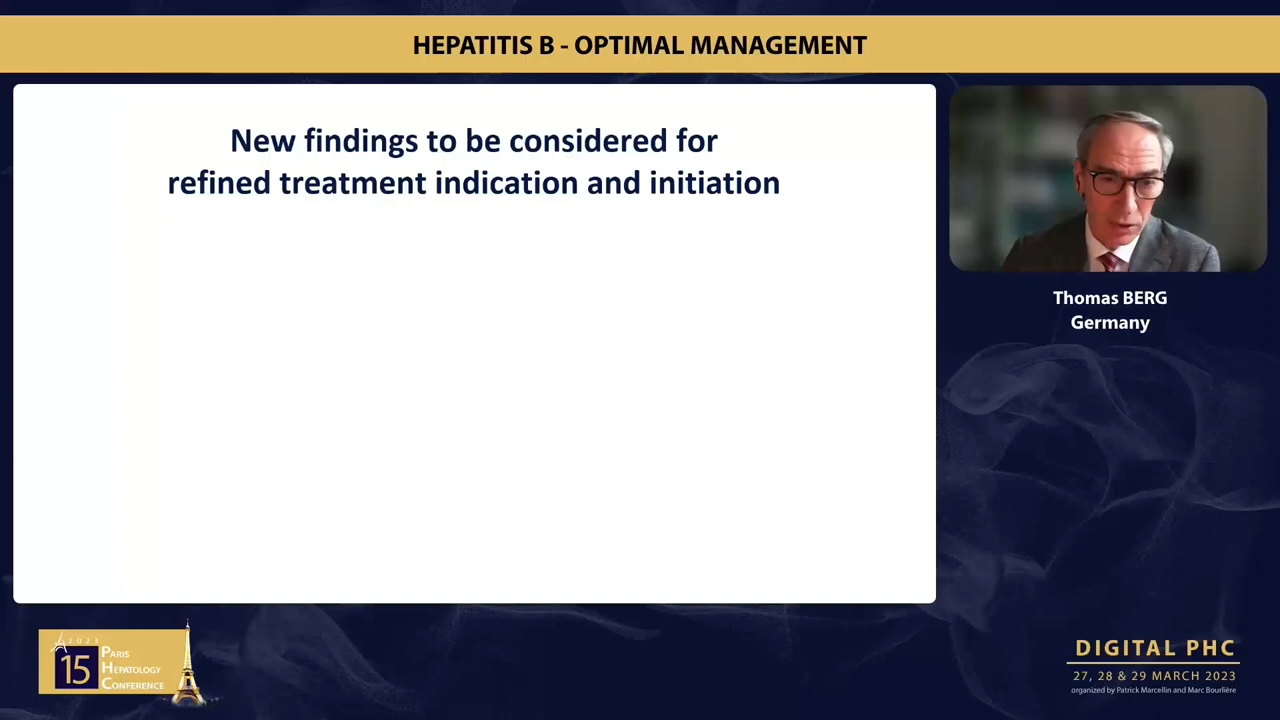 HEPATITIS B - OPTIMAL MANAGEMENT
New findings to be considered for
refined treatment indication and initiation
Thomas BERG
Germany
2023
15
PARIS
HEPATOLOGY
CONFERENCE
DIGITAL PHC
27, 28 & 29 MARCH 2023
organized by Patrick Marcellin and Marc Bourlière